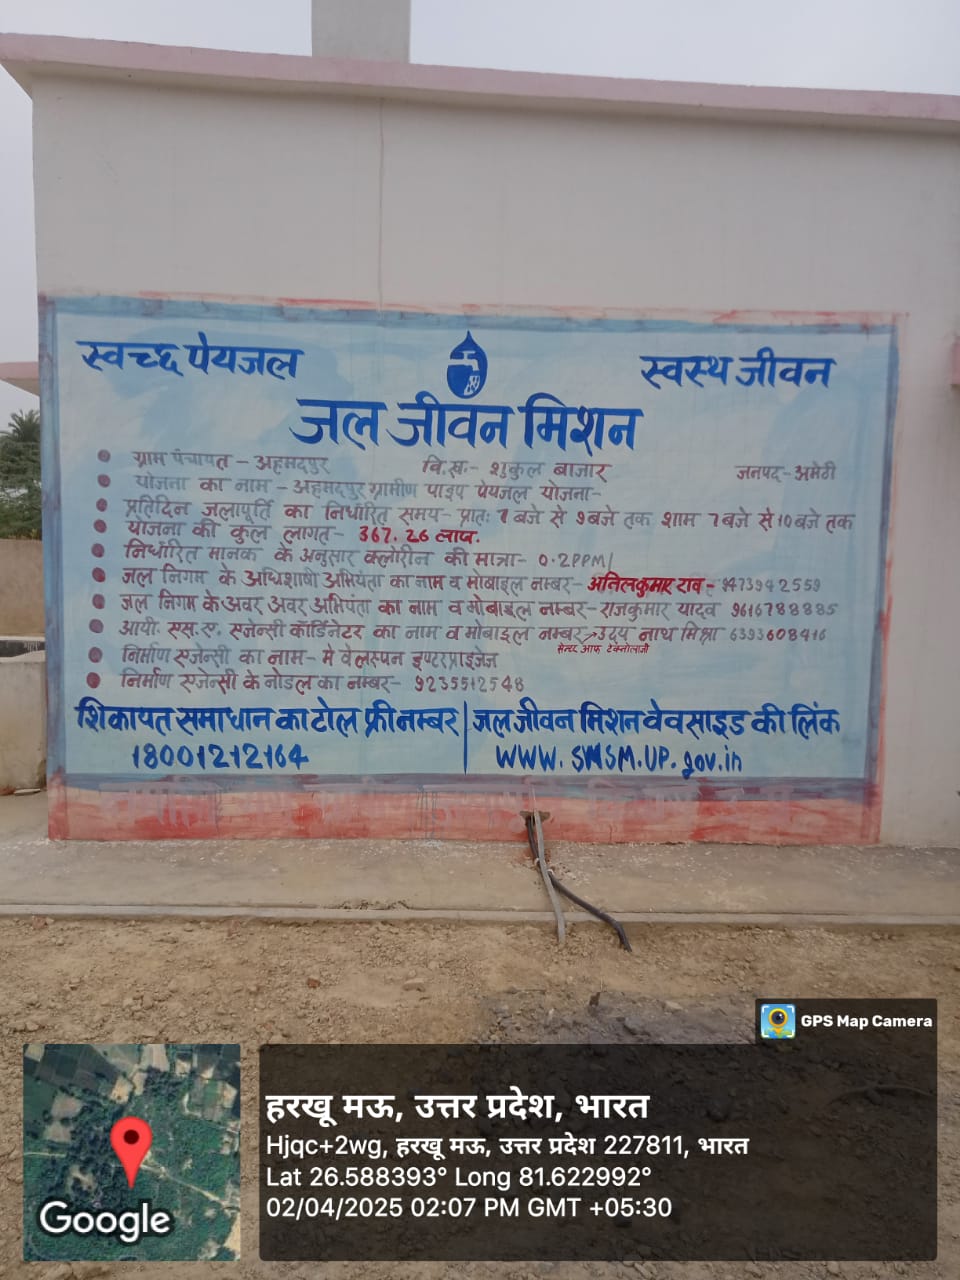 स्वच्छ पेयजल
स्वस्थ जीवन
जल जीवन मिशन
ग्राम पंचायत - अहमदपुर वि.ख.- शुकुल बाजार जनपद-अमेठी
योजना का नाम - अहमदपुर ग्रामीण पाइप पेयजल योजना-
प्रतिदिन जलापूर्ति का निर्धारित समय- प्रातः 7 बजे से 9 बजे तक शाम 7 बजे से 10 बजे तक
योजना की कुल लागत- 367.26 लाख.
निर्धारित मानक के अनुसार क्लोरीन की मात्रा- 0.2PPM/
जल निगम के अधिशाषी अभियंता का नाम व मोबाइल नम्बर- अनिलकुमार राव - 9473942559
जल निगम के अवर अवर अभियंता का नाम व मोबाइल नम्बर-राजकुमार यादव 9616788885
आयी. एस.ए. एजेन्सी कॉर्डिनेटर का नाम व मोबाइल नम्बर-उदय नाथ मिश्रा 6393608416
सेन्टर आफ टेक्नोलाजी
निर्माण एजेन्सी का नाम- मे वेलस्पन इण्टरप्राइजेज
निर्माण एजेन्सी के नोडल का नम्बर- 9235512548
शिकायत समाधान का टोल फ्री नम्बर
18001212164
जल जीवन मिशन वेवसाइड की लिंक
WWW.SWSM.UP.gov.in
GPS Map Camera
हरखू मऊ, उत्तर प्रदेश, भारत
Hjqc+2wg, हरखू मऊ, उत्तर प्रदेश 227811, भारत
Lat 26.588393° Long 81.622992°
02/04/2025 02:07 PM GMT +05:30
Google